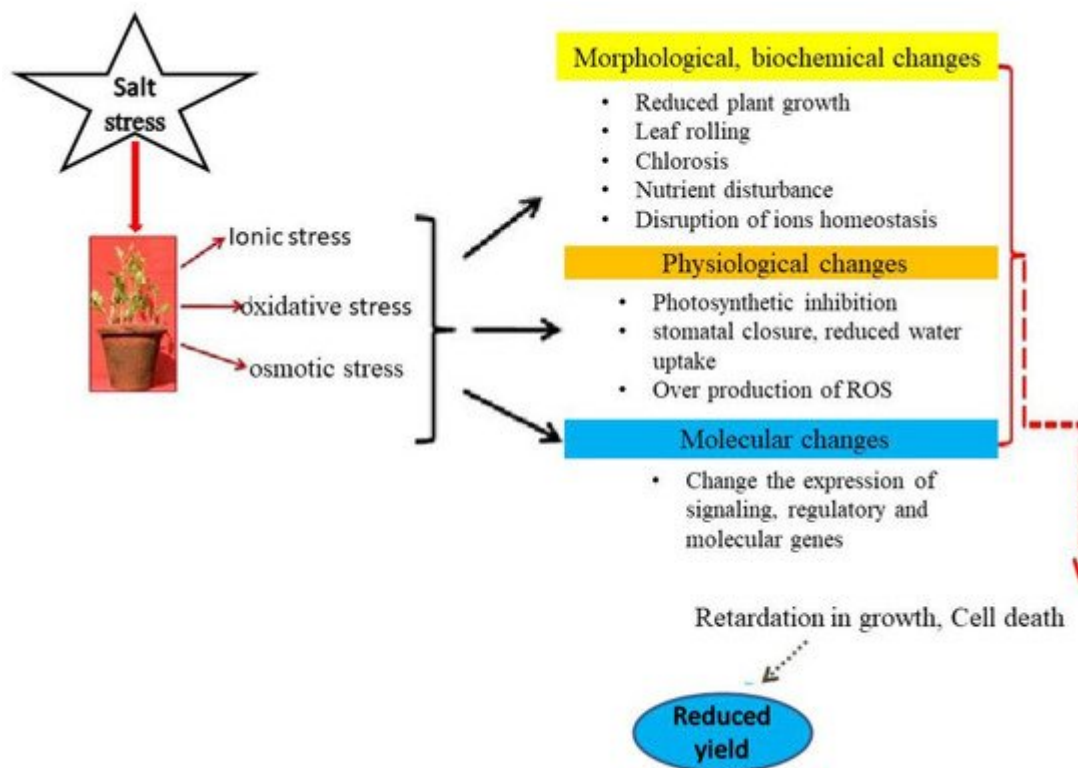 Salt
stress
Ionic stress
oxidative stress
osmotic stress
Morphological, biochemical changes
• Reduced plant growth
• Leaf rolling
• Chlorosis
• Nutrient disturbance
• Disruption of ions homeostasis
Physiological changes
• Photosynthetic inhibition
• stomatal closure, reduced water
uptake
• Over production of ROS
Molecular changes
• Change the expression of
signaling, regulatory and
molecular genes
Retardation in growth, Cell death
Reduced
yield